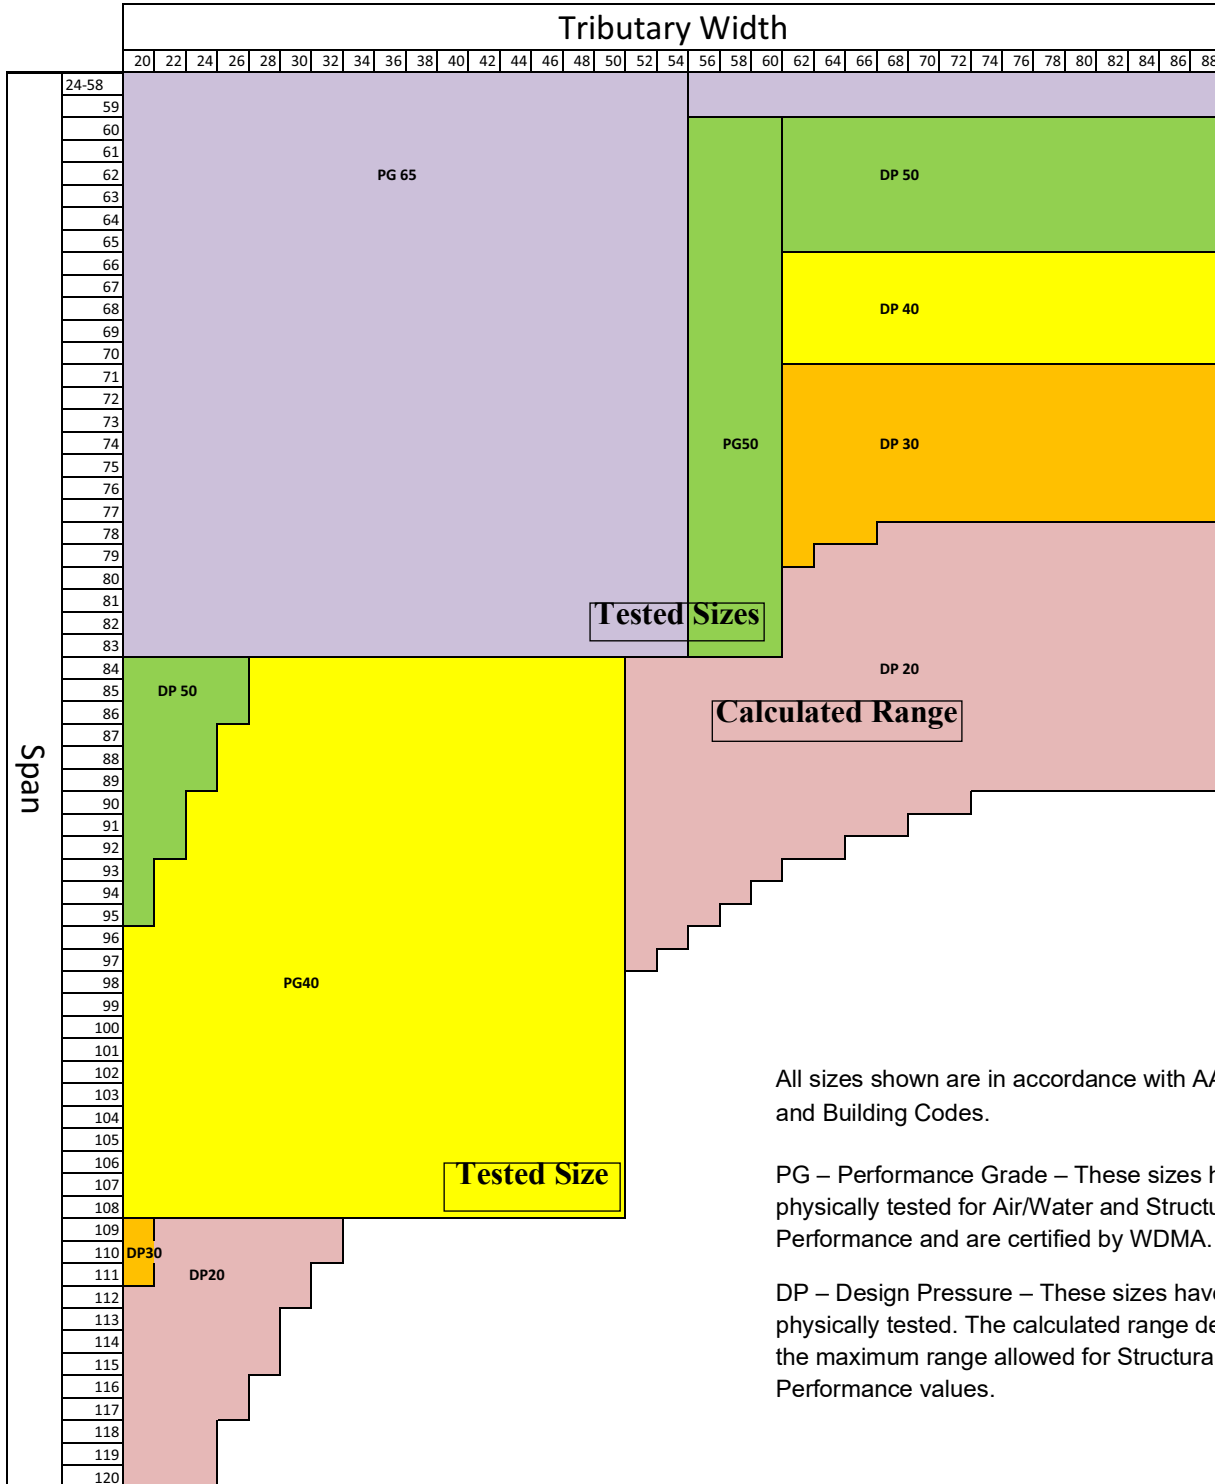 Tributary Width
20 22 24 26 28 30 32 34 36 38 40 42 44 46 48 50 52 54 56 58 60 62 64 66 68 70 72 74 76 78 80 82 84 86 88
Span
24-58
59
60
61
62 PG 65 DP 50
63
64
65
66
67
68 DP 40
69
70
71
72
73
74 PG50 DP 30
75
76
77
78
79
80
81
82 Tested Sizes
83
84 DP 20
85 DP 50
86 Calculated Range
87
88
89
90
91
92
93
94
95
96
97
98 PG40
99
100
101
102
103
104
105
106
107 Tested Size
108
109
110 DP30
111 DP20
112
113
114
115
116
117
118
119
120
All sizes shown are in accordance with AA
and Building Codes.
PG – Performance Grade – These sizes h
physically tested for Air/Water and Structu
Performance and are certified by WDMA.
DP – Design Pressure – These sizes have
physically tested. The calculated range de
the maximum range allowed for Structura
Performance values.